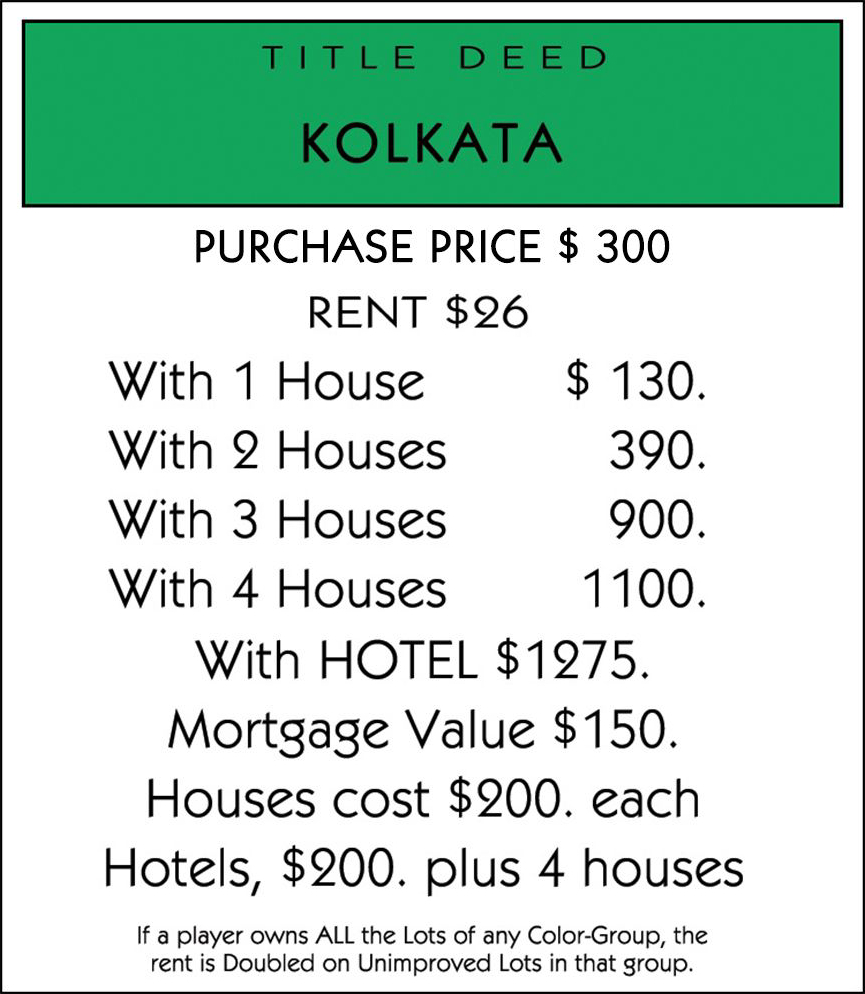 TITLE DEED
KOLKATA
PURCHASE PRICE $ 300
RENT $26
With 1 House $ 130.
With 2 Houses 390.
With 3 Houses 900.
With 4 Houses 1100.
With HOTEL $1275.
Mortgage Value $150.
Houses cost $200. each
Hotels, $200. plus 4 houses
If a player owns ALL the Lots of any Color-Group, the
rent is Doubled on Unimproved Lots in that group.